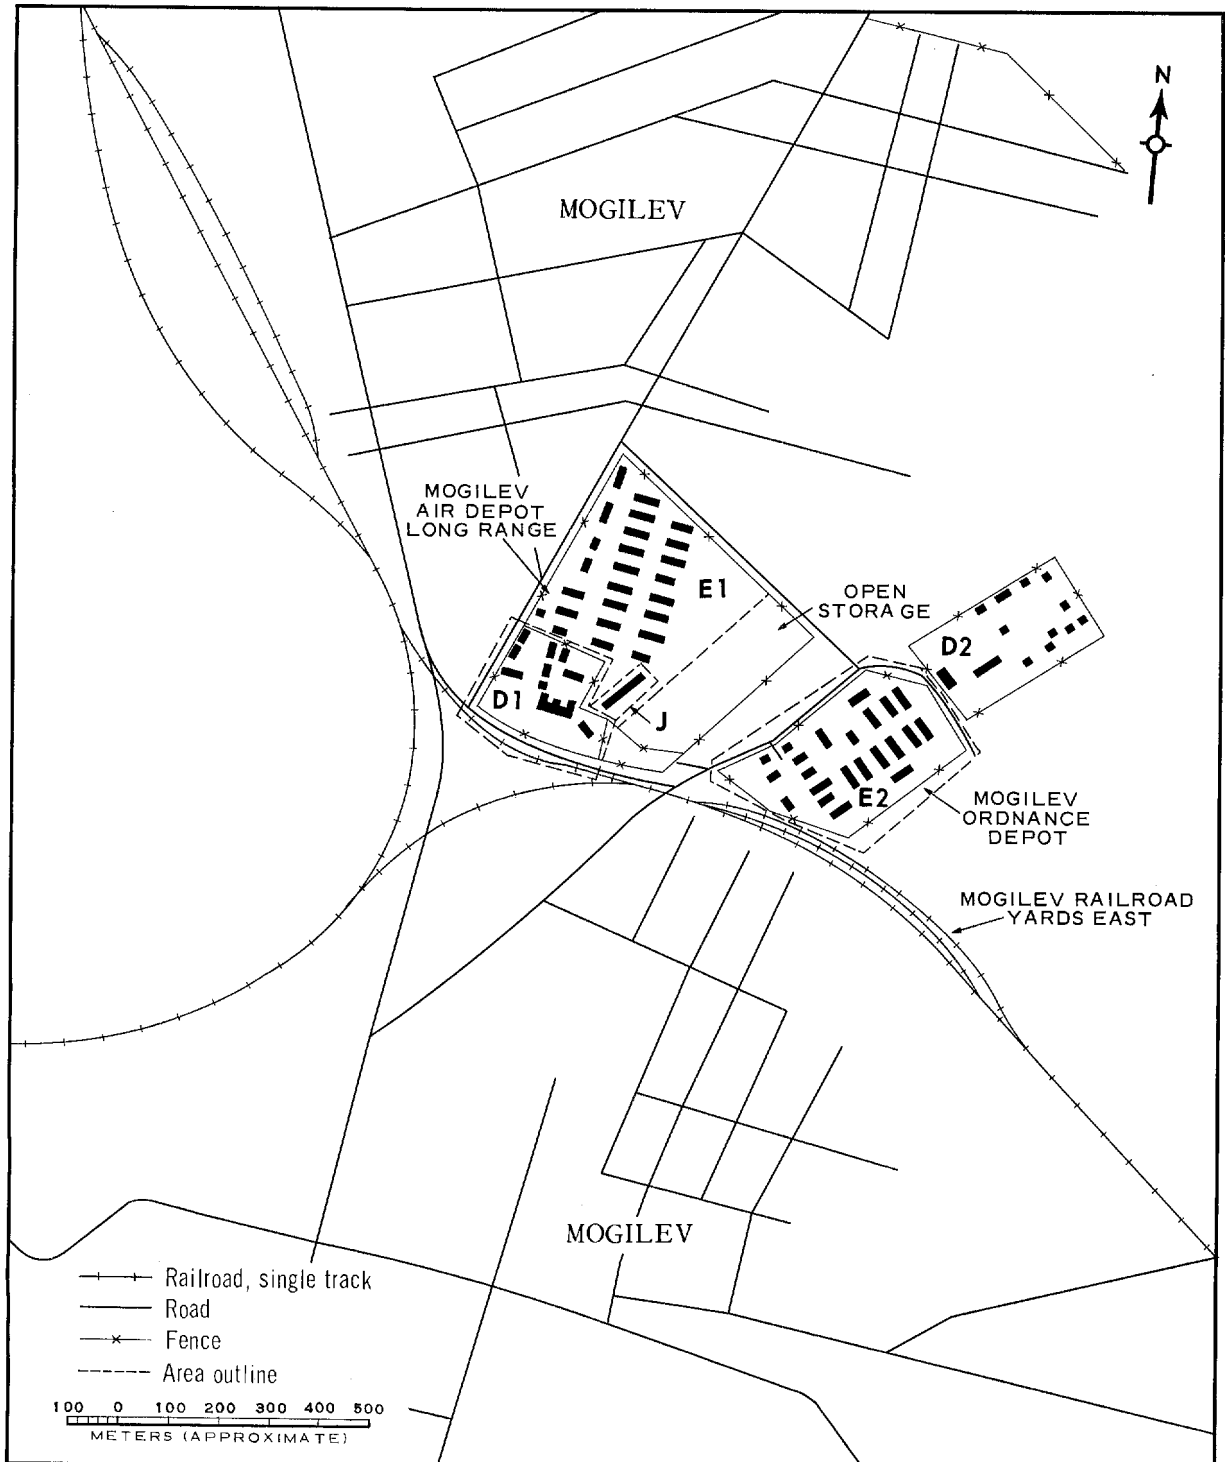 N
MOGILEV
MOGILEV
AIR DEPOT
LONG RANGE
E1
OPEN
STORAGE
D2
D1
J
E2
MOGILEV
ORDNANCE
DEPOT
MOGILEV RAILROAD
YARDS EAST
MOGILEV
Railroad, single track
Road
Fence
Area outline
100 0 100 200 300 400 500
METERS (APPROXIMATE)